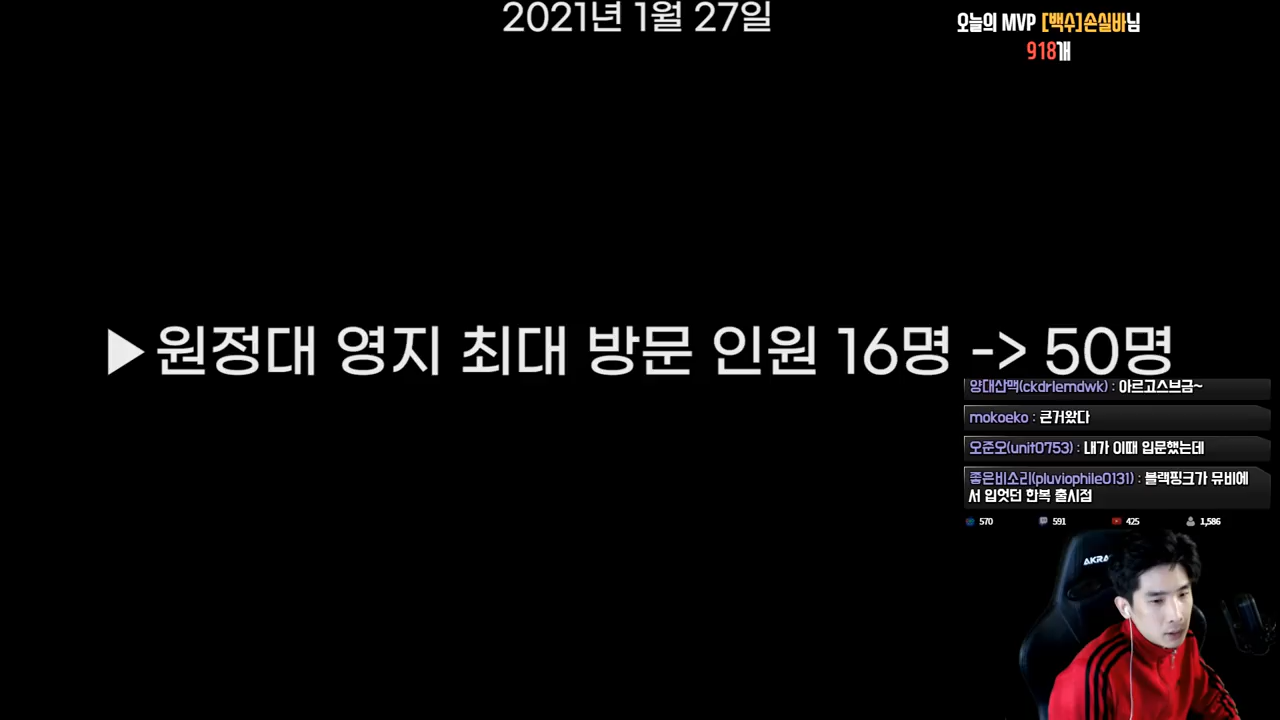 2021년 1월 27일
오늘의 MVP [백수]손실바님
918개
▶원정대 영지 최대 방문 인원 16명 -> 50명
양대산맥(ckdrlemdwk) : 아르고스브금~
mokoeko : 큰거왔다
오준오(unit0753) : 내가 이때 입문했는데
좋은비소리(pluviophile0131) : 블랙핑크가 뮤비에
서 입엇던 한복 출시점
570 591 425 1,586